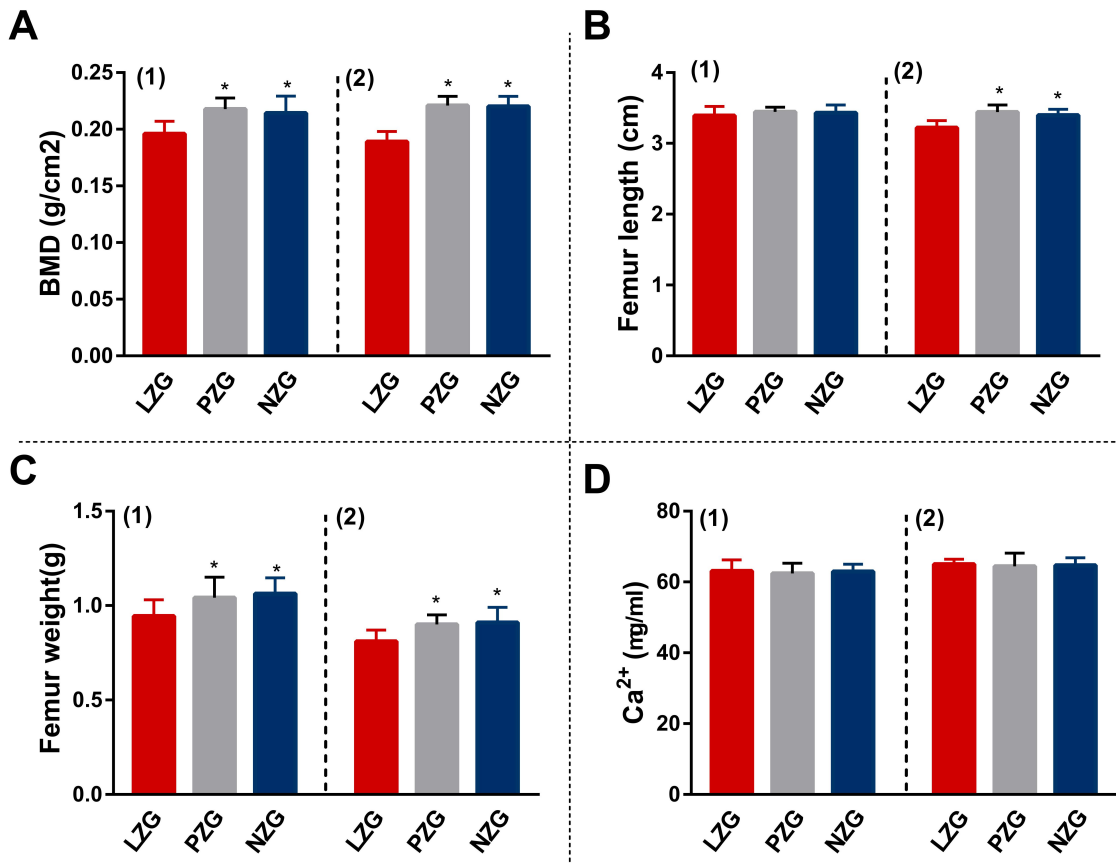 A
BMD (g/cm2)
0.25
0.20
0.15
0.10
0.05
0.00
(1)
(2)
* * * *
LZG PZG NZG LZG PZG NZG
B
Femur length (cm)
4
3
2
1
0
(1)
(2)
* *
LZG PZG NZG LZG PZG NZG
C
Femur weight(g)
1.5
1.0
0.5
0.0
(1)
(2)
* * * *
LZG PZG NZG LZG PZG NZG
D
Ca²⁺ (mg/ml)
80
60
40
20
0
(1)
(2)
LZG PZG NZG LZG PZG NZG